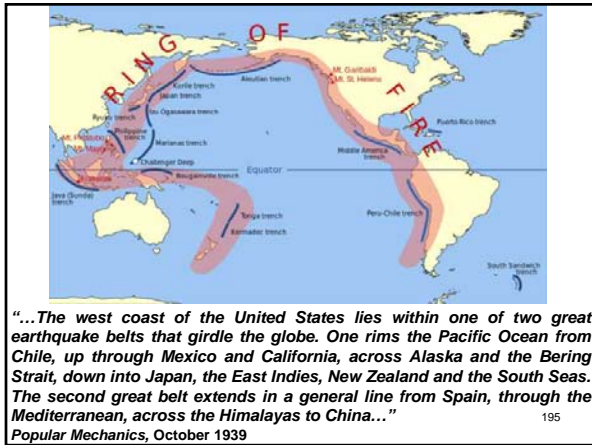 RING OF FIRE
Kurile trench
Japan trench
Izu Ogasawara trench
Ryukyu trench
Philippine
trench
Marianas trench
Challenger Deep
Bougainville trench
Java (Sunda)
trench
Equator
Aleutian trench
Mt. Garibaldi
Mt. St. Helens
Middle America
trench
Puerto Rico trench
Peru-Chile trench
Tonga trench
Kermadec trench
South Sandwich
trench
“…The west coast of the United States lies within one of two great
earthquake belts that girdle the globe. One rims the Pacific Ocean from
Chile, up through Mexico and California, across Alaska and the Bering
Strait, down into Japan, the East Indies, New Zealand and the South Seas.
The second great belt extends in a general line from Spain, through the
Mediterranean, across the Himalayas to China…”
Popular Mechanics, October 1939
195